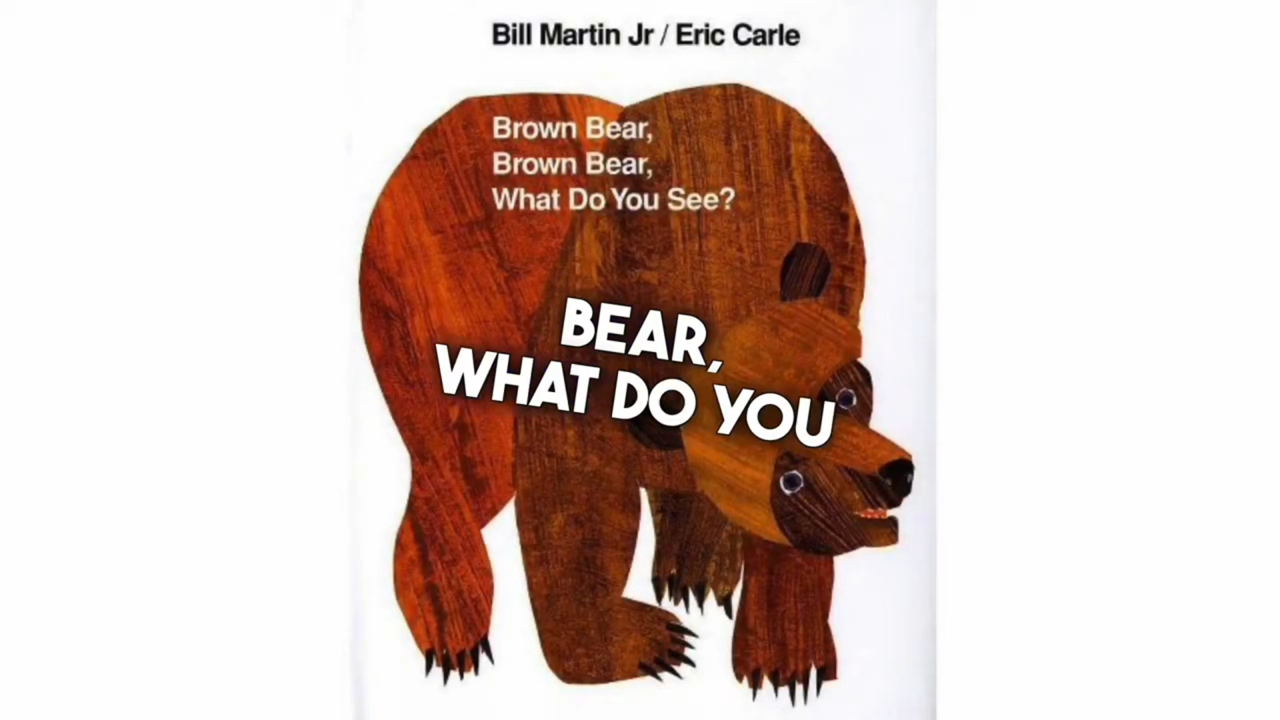 Bill Martin Jr / Eric Carle
Brown Bear,
Brown Bear,
What Do You See?
BEAR,
WHAT DO YOU